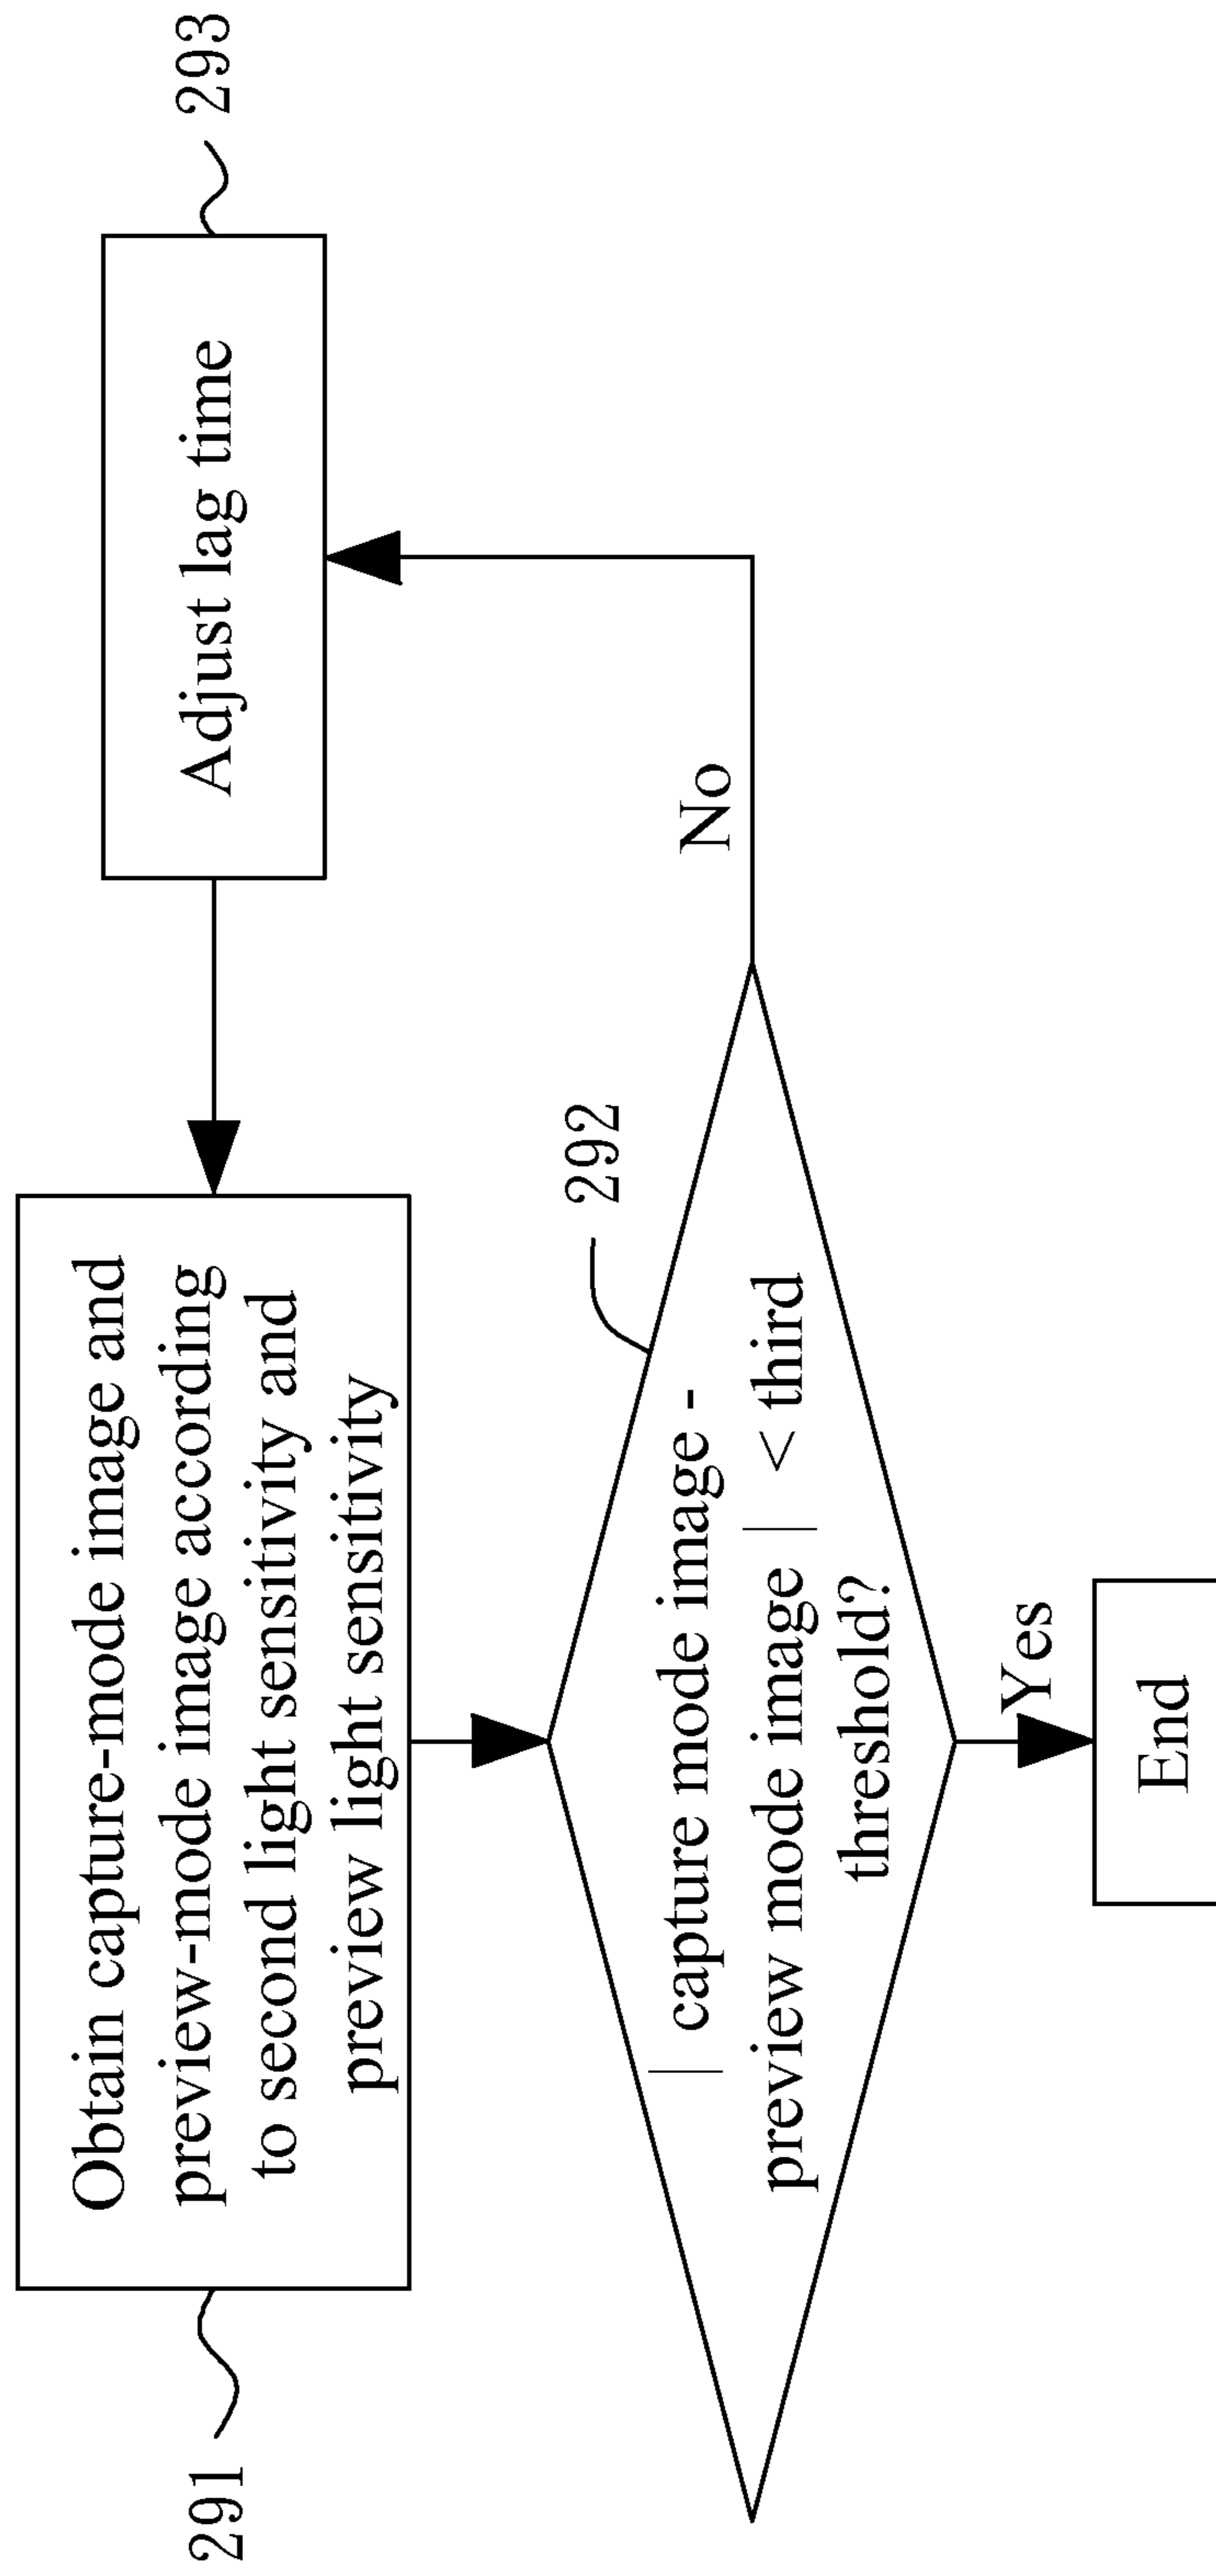 291
Obtain capture-mode image and
preview-mode image according
to second light sensitivity and
preview light sensitivity
293
Adjust lag time
292
| capture mode image -
preview mode image | < third
threshold?
No
Yes
End